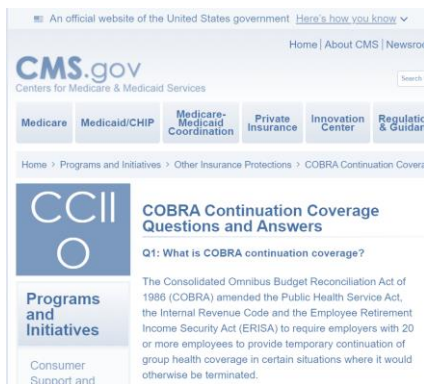 An official website of the United States government Here's how you know
Home | About CMS | Newsroo
CMS.gov
Centers for Medicare & Medicaid Services
Search
Medicare
Medicaid/CHIP
Medicare-
Medicaid
Coordination
Private
Insurance
Innovation
Center
Regulatio
& Guidan
Home > Programs and Initiatives > Other Insurance Protections > COBRA Continuation Covera
CCII
O
Programs
and
Initiatives
Consumer
Support and
COBRA Continuation Coverage
Questions and Answers
Q1: What is COBRA continuation coverage?
The Consolidated Omnibus Budget Reconciliation Act of
1986 (COBRA) amended the Public Health Service Act,
the Internal Revenue Code and the Employee Retirement
Income Security Act (ERISA) to require employers with 20
or more employees to provide temporary continuation of
group health coverage in certain situations where it would
otherwise be terminated.